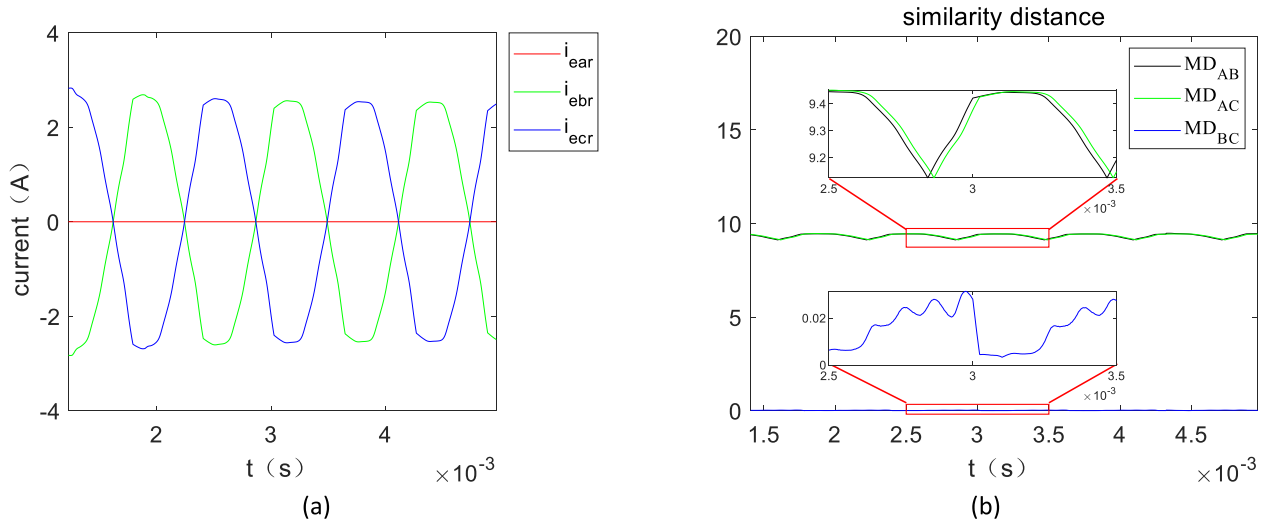 4
2
0
-2
-4
2
3
4
current（A）
t（s）
×10⁻³
i_ear
i_ebr
i_ecr
(a)
similarity distance
20
15
10
5
0
1.5
2
2.5
3
3.5
4
4.5
t（s）
×10⁻³
MD_AB
MD_AC
MD_BC
9.4
9.3
9.2
2.5
3
3.5
×10⁻³
0.02
0
2.5
3
3.5
×10⁻³
(b)